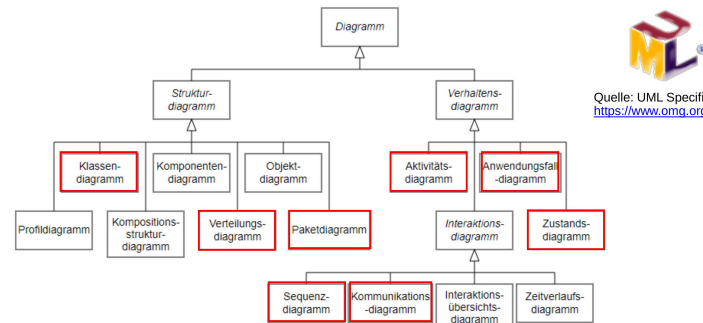 Diagramm
UML
Quelle: UML Specifi
https://www.omg.or
Struktur-
diagramm
Verhaltens-
diagramm
Klassen-
diagramm
Komponenten-
diagramm
Objekt-
diagramm
Aktivitäts-
diagramm
Anwendungsfall
-diagramm
Profildiagramm
Kompositions-
struktur-
diagramm
Verteilungs-
diagramm
Paketdiagramm
Interaktions-
diagramm
Zustands-
diagramm
Sequenz-
diagramm
Kommunikations
-diagramm
Interaktions-
übersichts-
diagramm
Zeitverlaufs-
diagramm